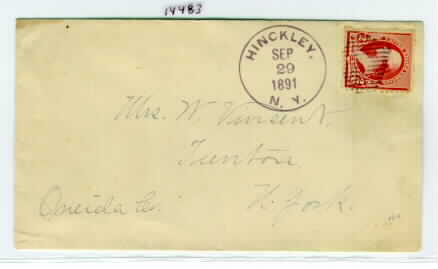 14483
HINCKLEY.
SEP
29
1891
N. Y.
Mrs. W. Vincent.
Trenton
Oneida Co. N. York.